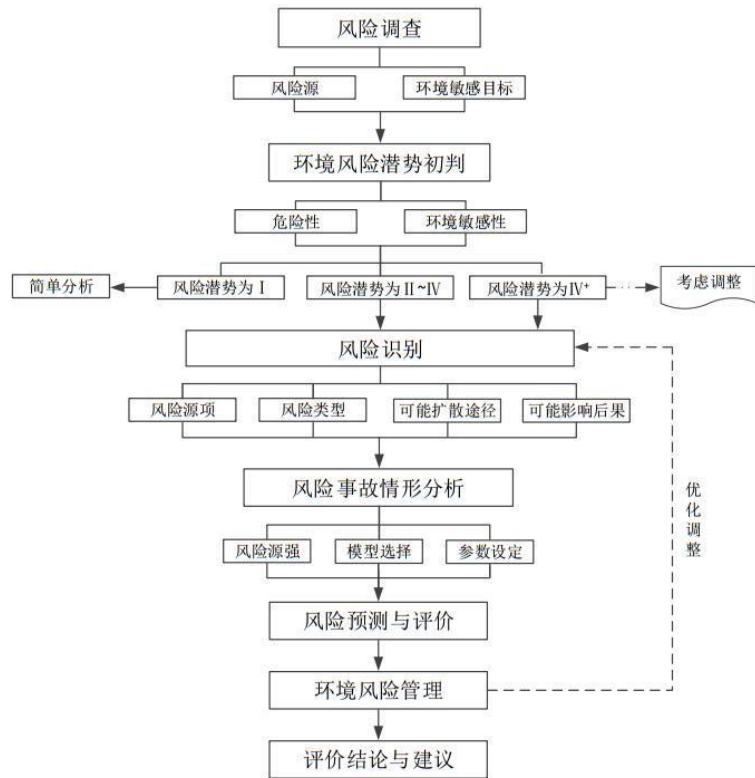 风险调查
风险源
环境敏感目标
环境风险潜势初判
危险性
环境敏感性
简单分析
风险潜势为Ⅰ
风险潜势为Ⅱ~Ⅳ
风险潜势为Ⅳ⁺
考虑调整
风险识别
风险源项
风险类型
可能扩散途径
可能影响后果
风险事故情形分析
优化调整
风险源强
模型选择
参数设定
风险预测与评价
环境风险管理
评价结论与建议